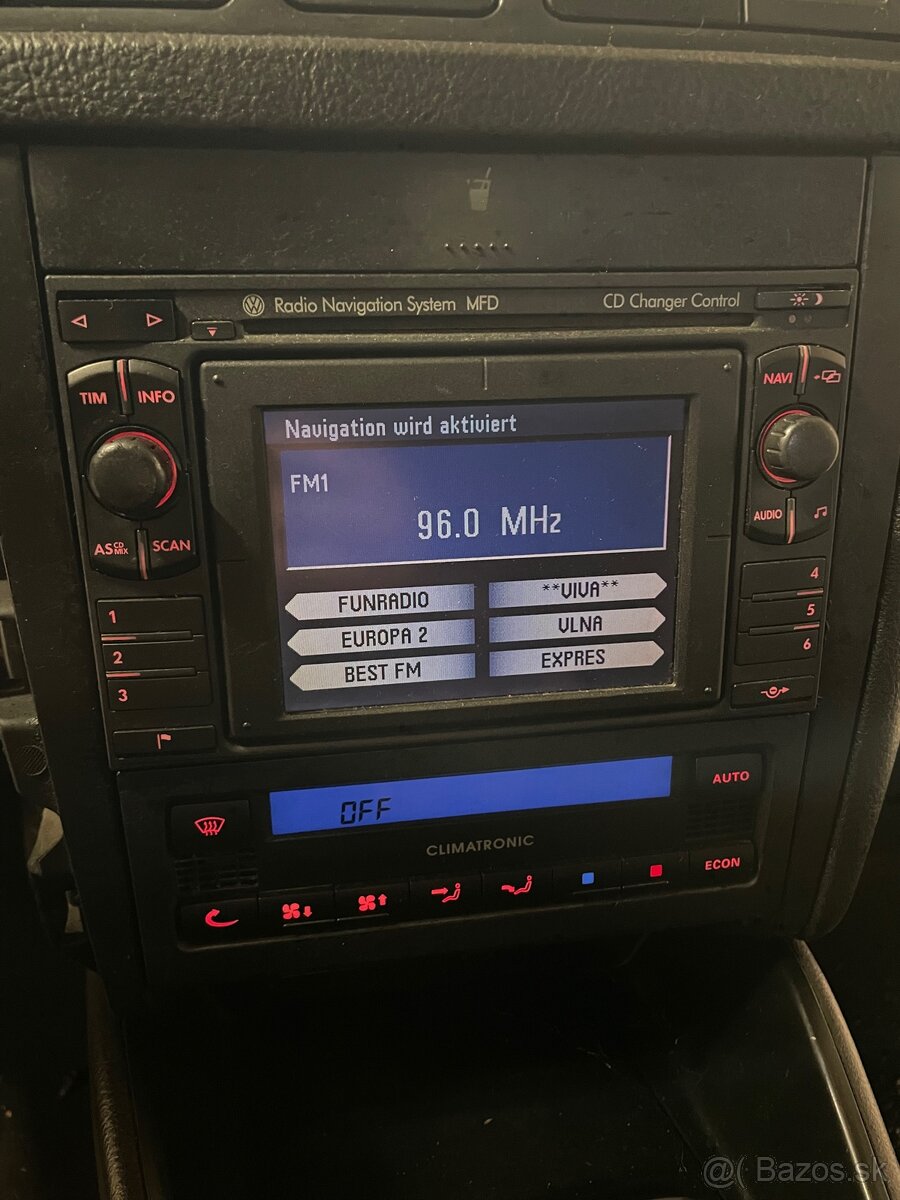 Radio Navigation System MFD
CD Changer Control
TIM
INFO
NAVI
Navigation wird aktiviert
FM1
96.0 MHz
AS CD MIX
SCAN
AUDIO
FUNRADIO
**VIVA**
EUROPA 2
VLNA
BEST FM
EXPRES
1
2
3
4
5
6
OFF
AUTO
CLIMATRONIC
ECON
@( Bazos.sk